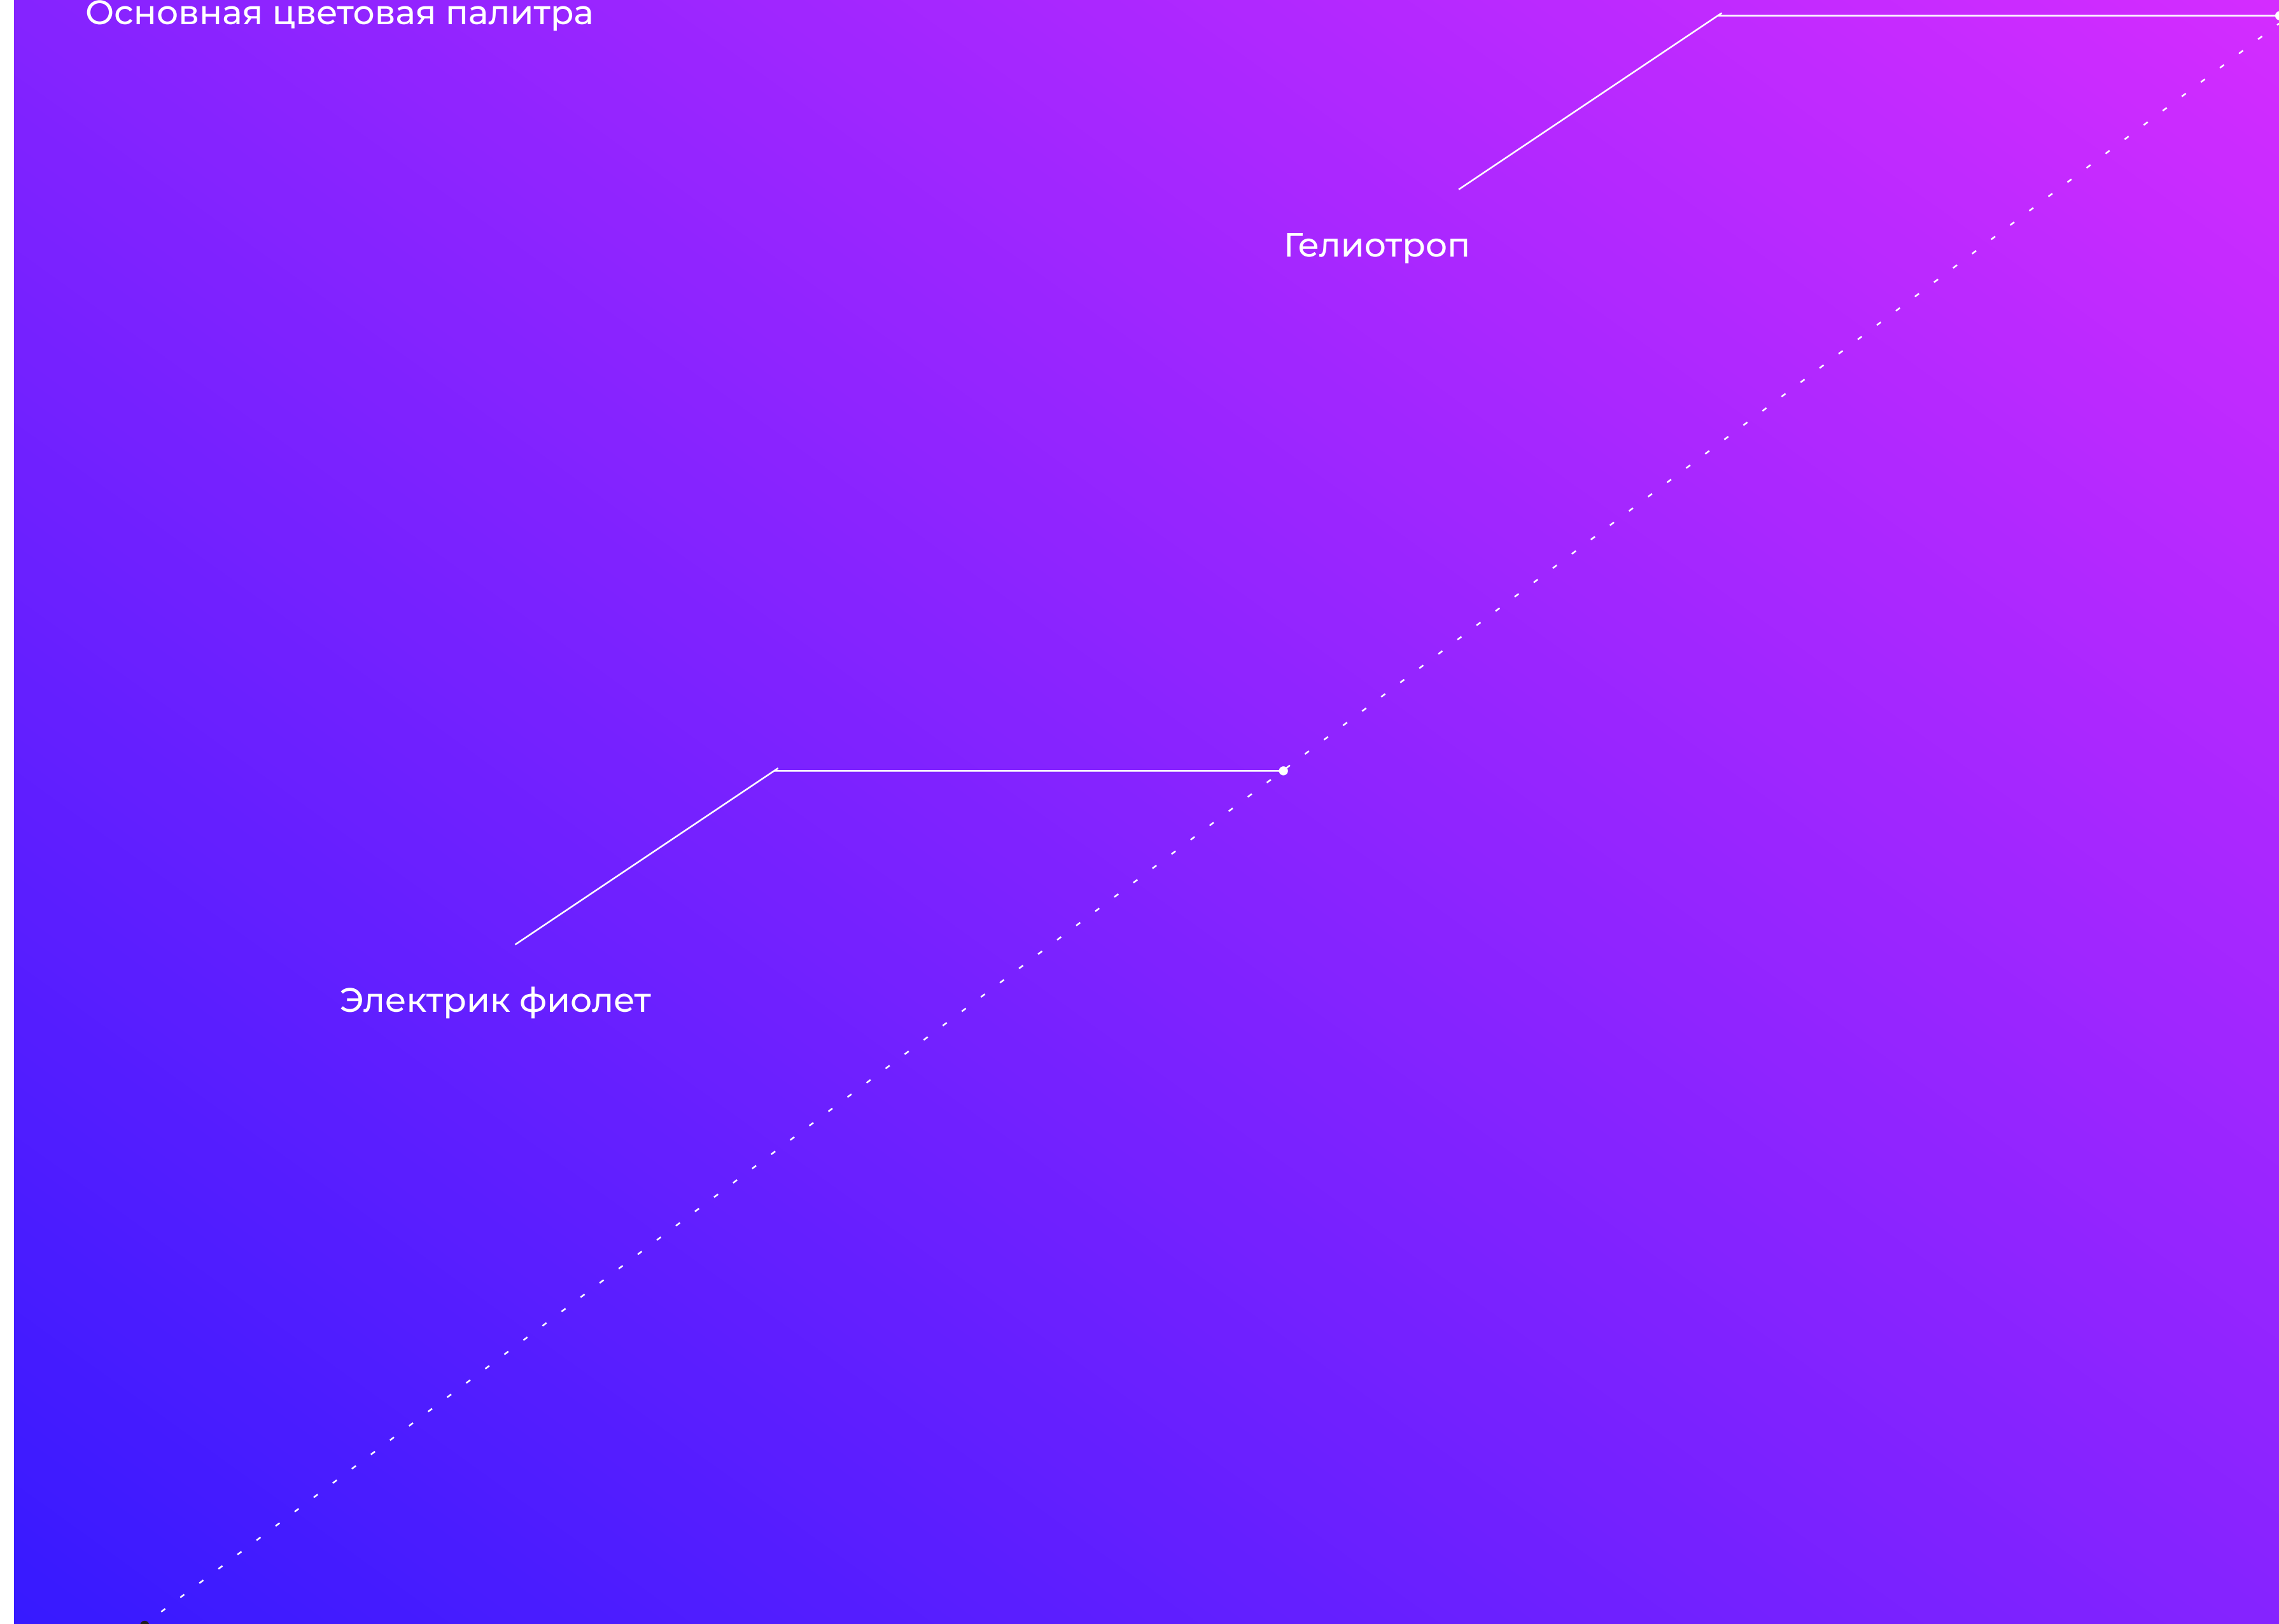 Основная цветовая палитра
Гелиотроп
Электрик фиолет